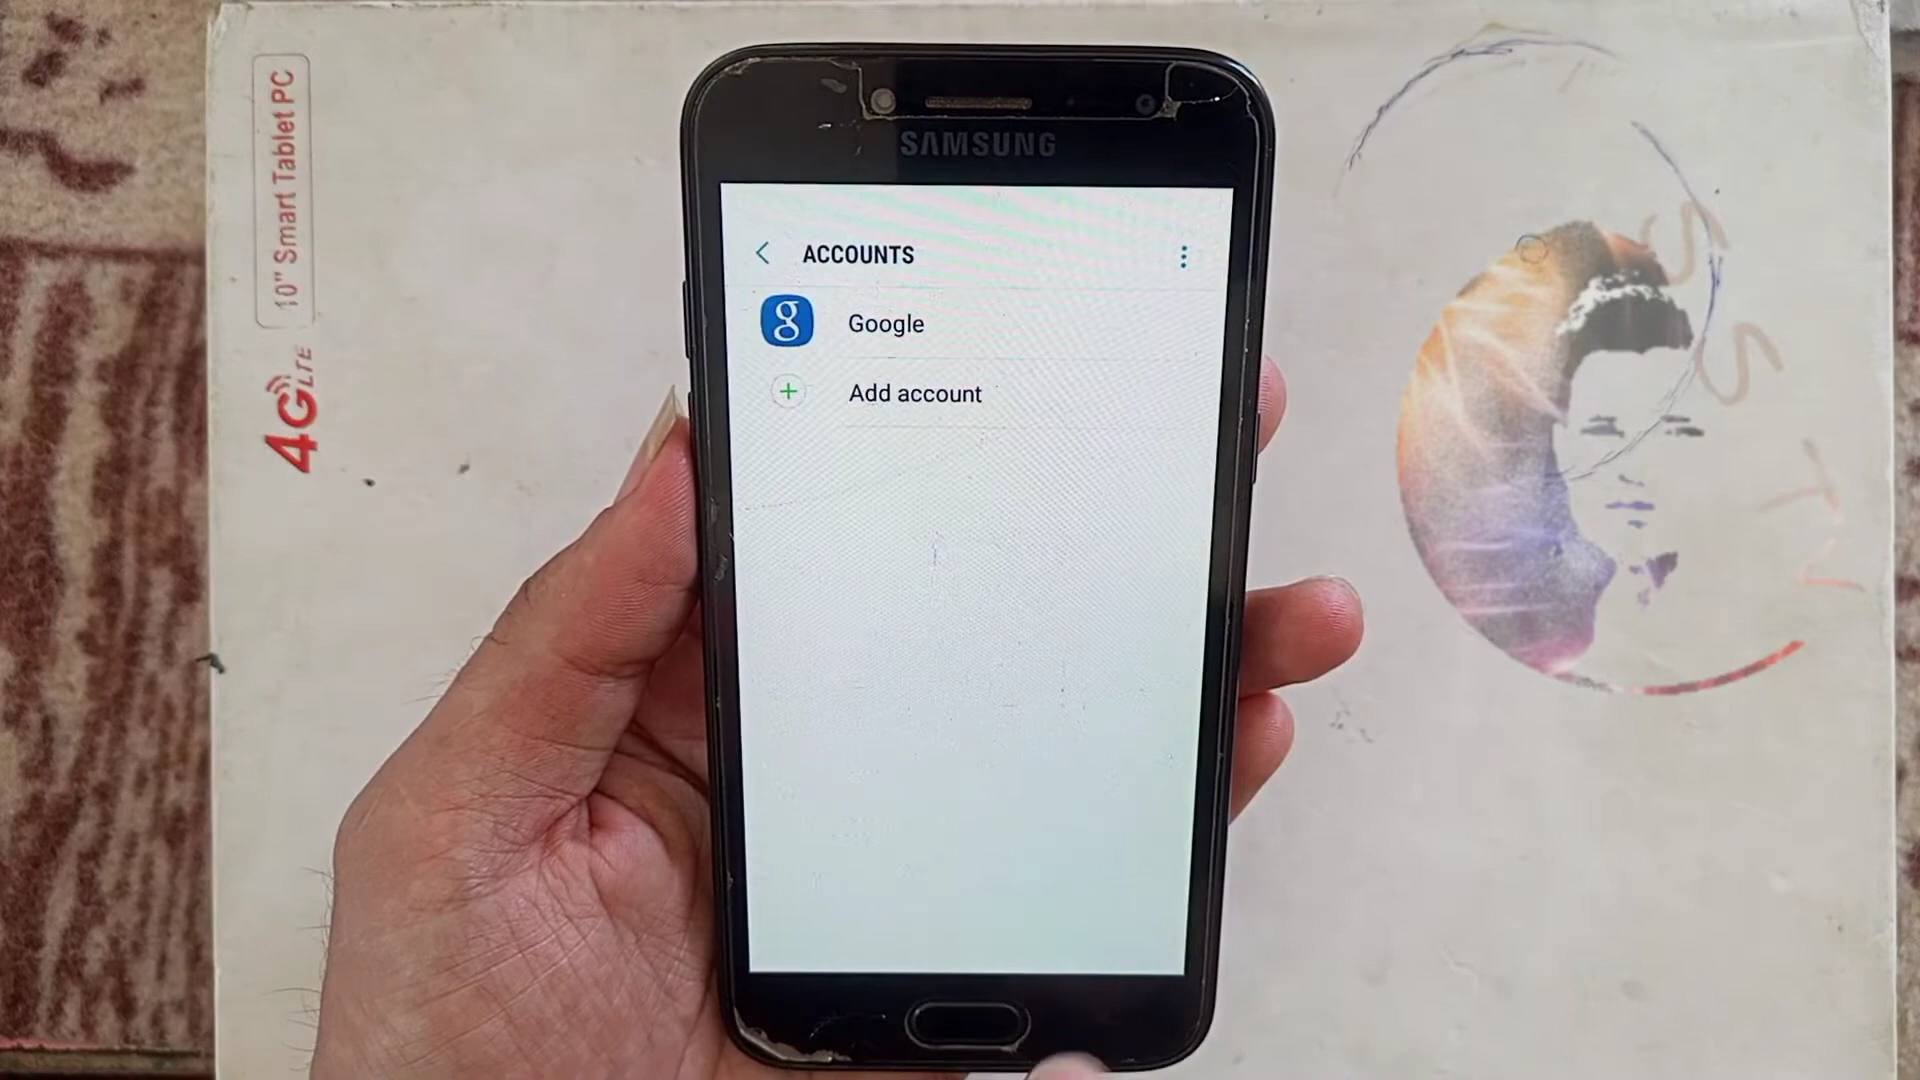 10" Smart Tablet PC
4G LTE
SAMSUNG
ACCOUNTS
g
Google
Add account
S
S
T